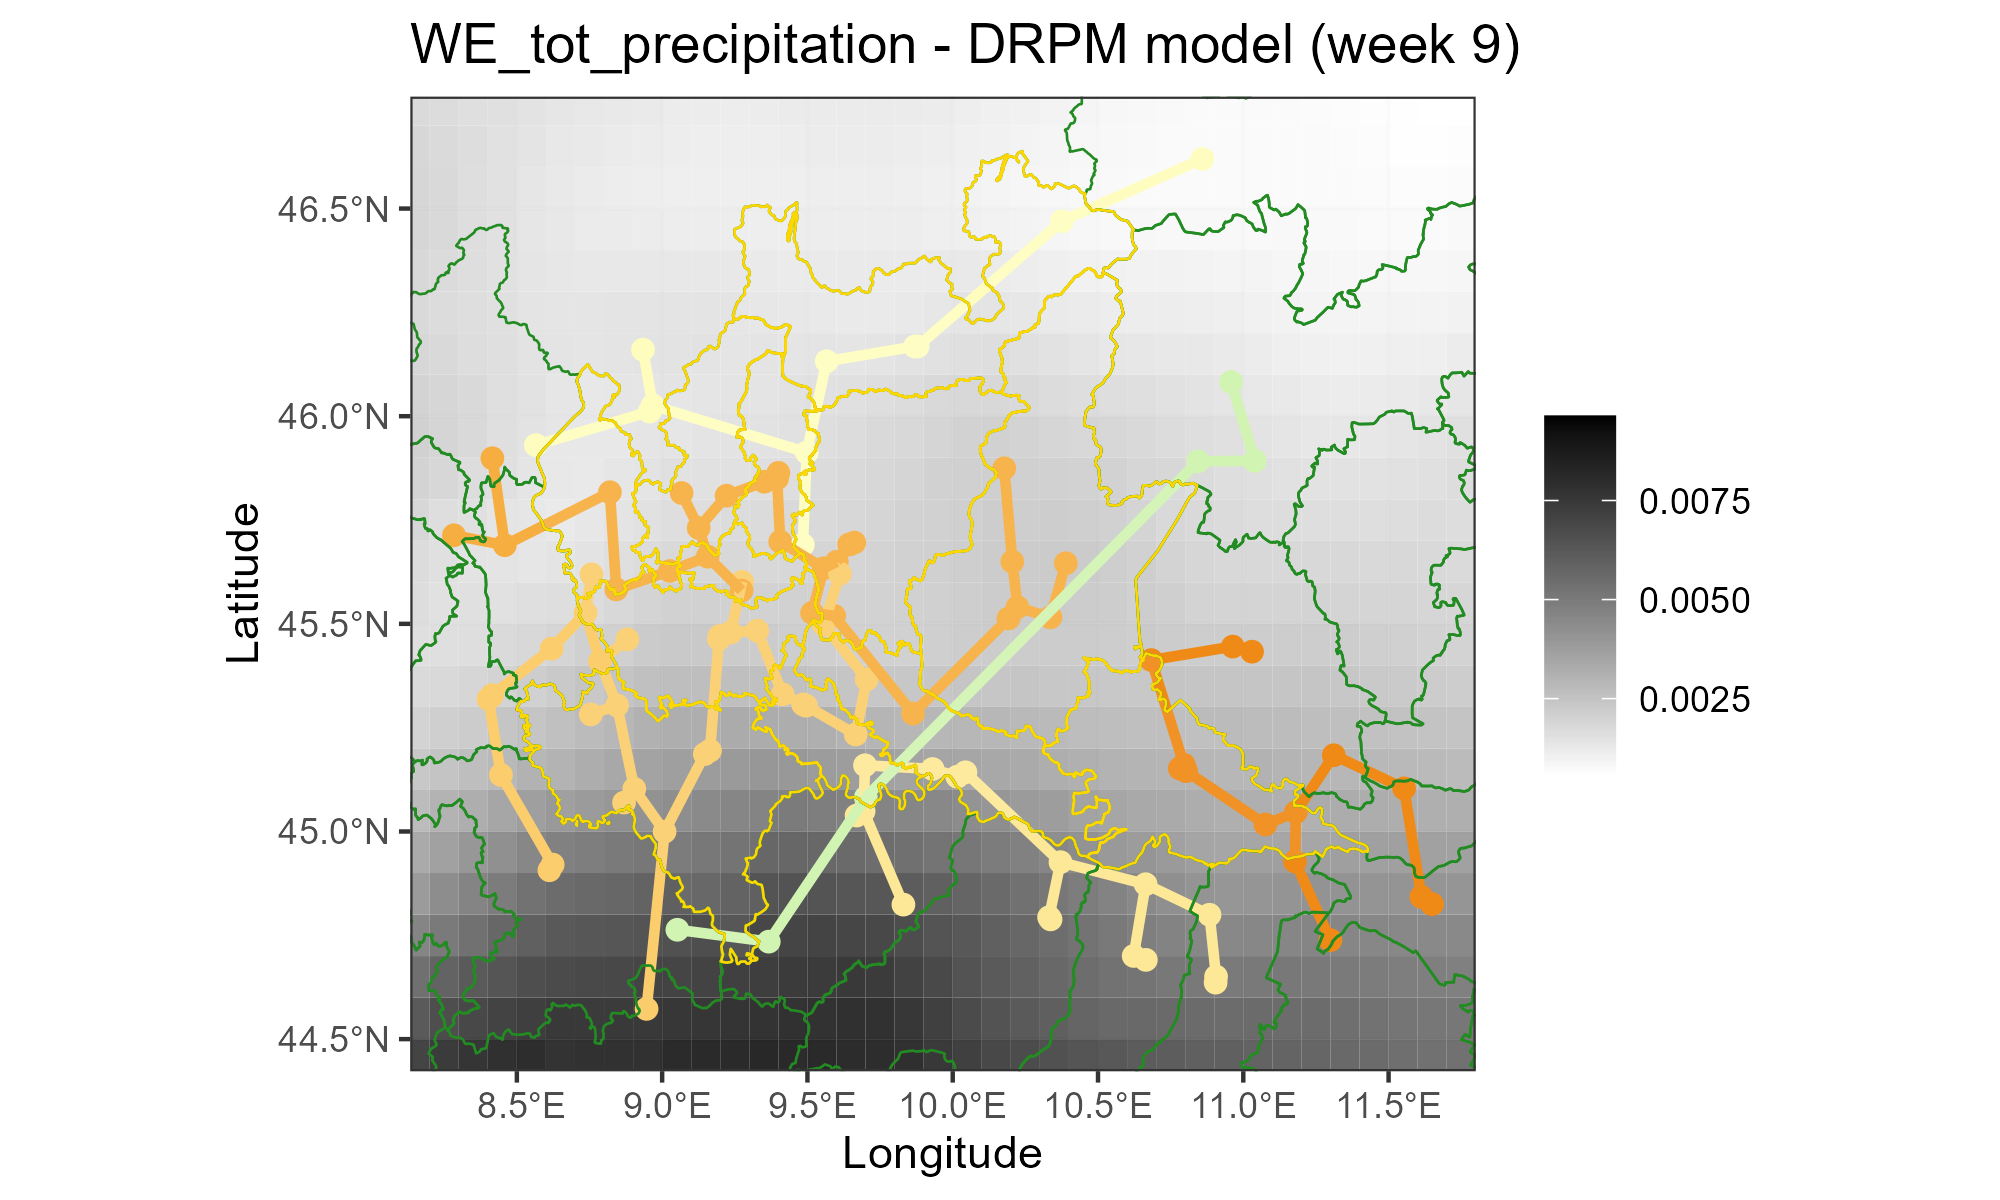 WE_tot_precipitation - DRPM model (week 9)
46.5°N
46.0°N
45.5°N
45.0°N
44.5°N
Latitude
8.5°E
9.0°E
9.5°E
10.0°E
10.5°E
11.0°E
11.5°E
Longitude
0.0075
0.0050
0.0025